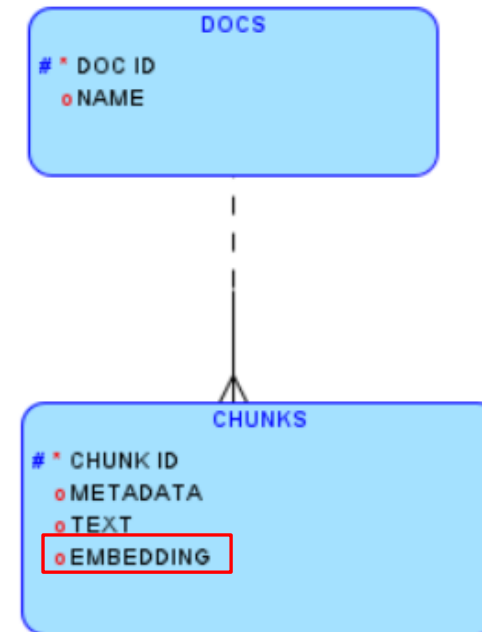 DOCS
# * DOC ID
o NAME
CHUNKS
# * CHUNK ID
o METADATA
o TEXT
o EMBEDDING